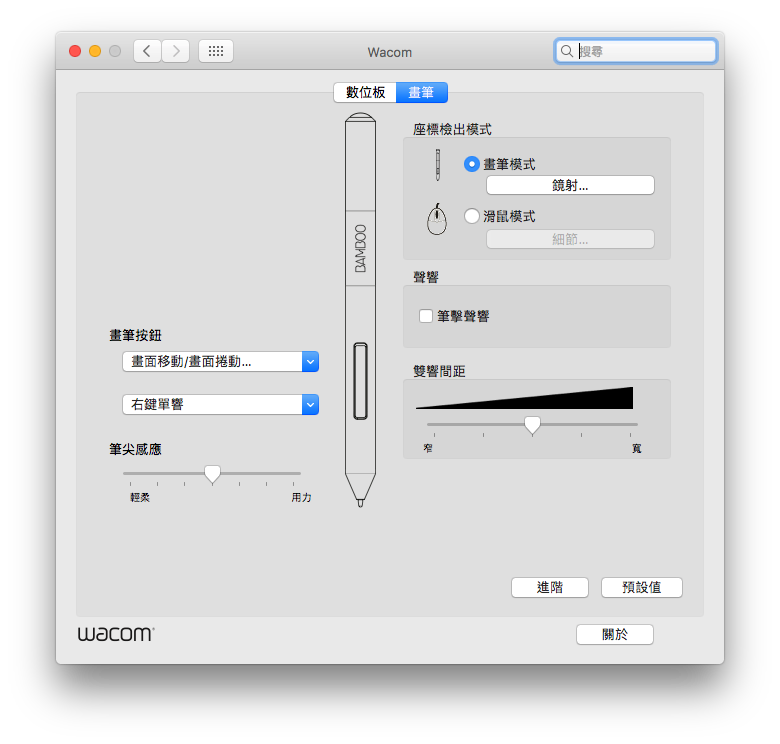 Wacom
搜尋
數位板
畫筆
座標檢出模式
畫筆模式
鏡射...
滑鼠模式
細節...
BAMBOO
聲響
筆擊聲響
畫筆按鈕
畫面移動/畫面捲動...
右鍵單響
雙響間距
窄
寬
筆尖感應
輕柔
用力
進階
預設值
wacom
關於